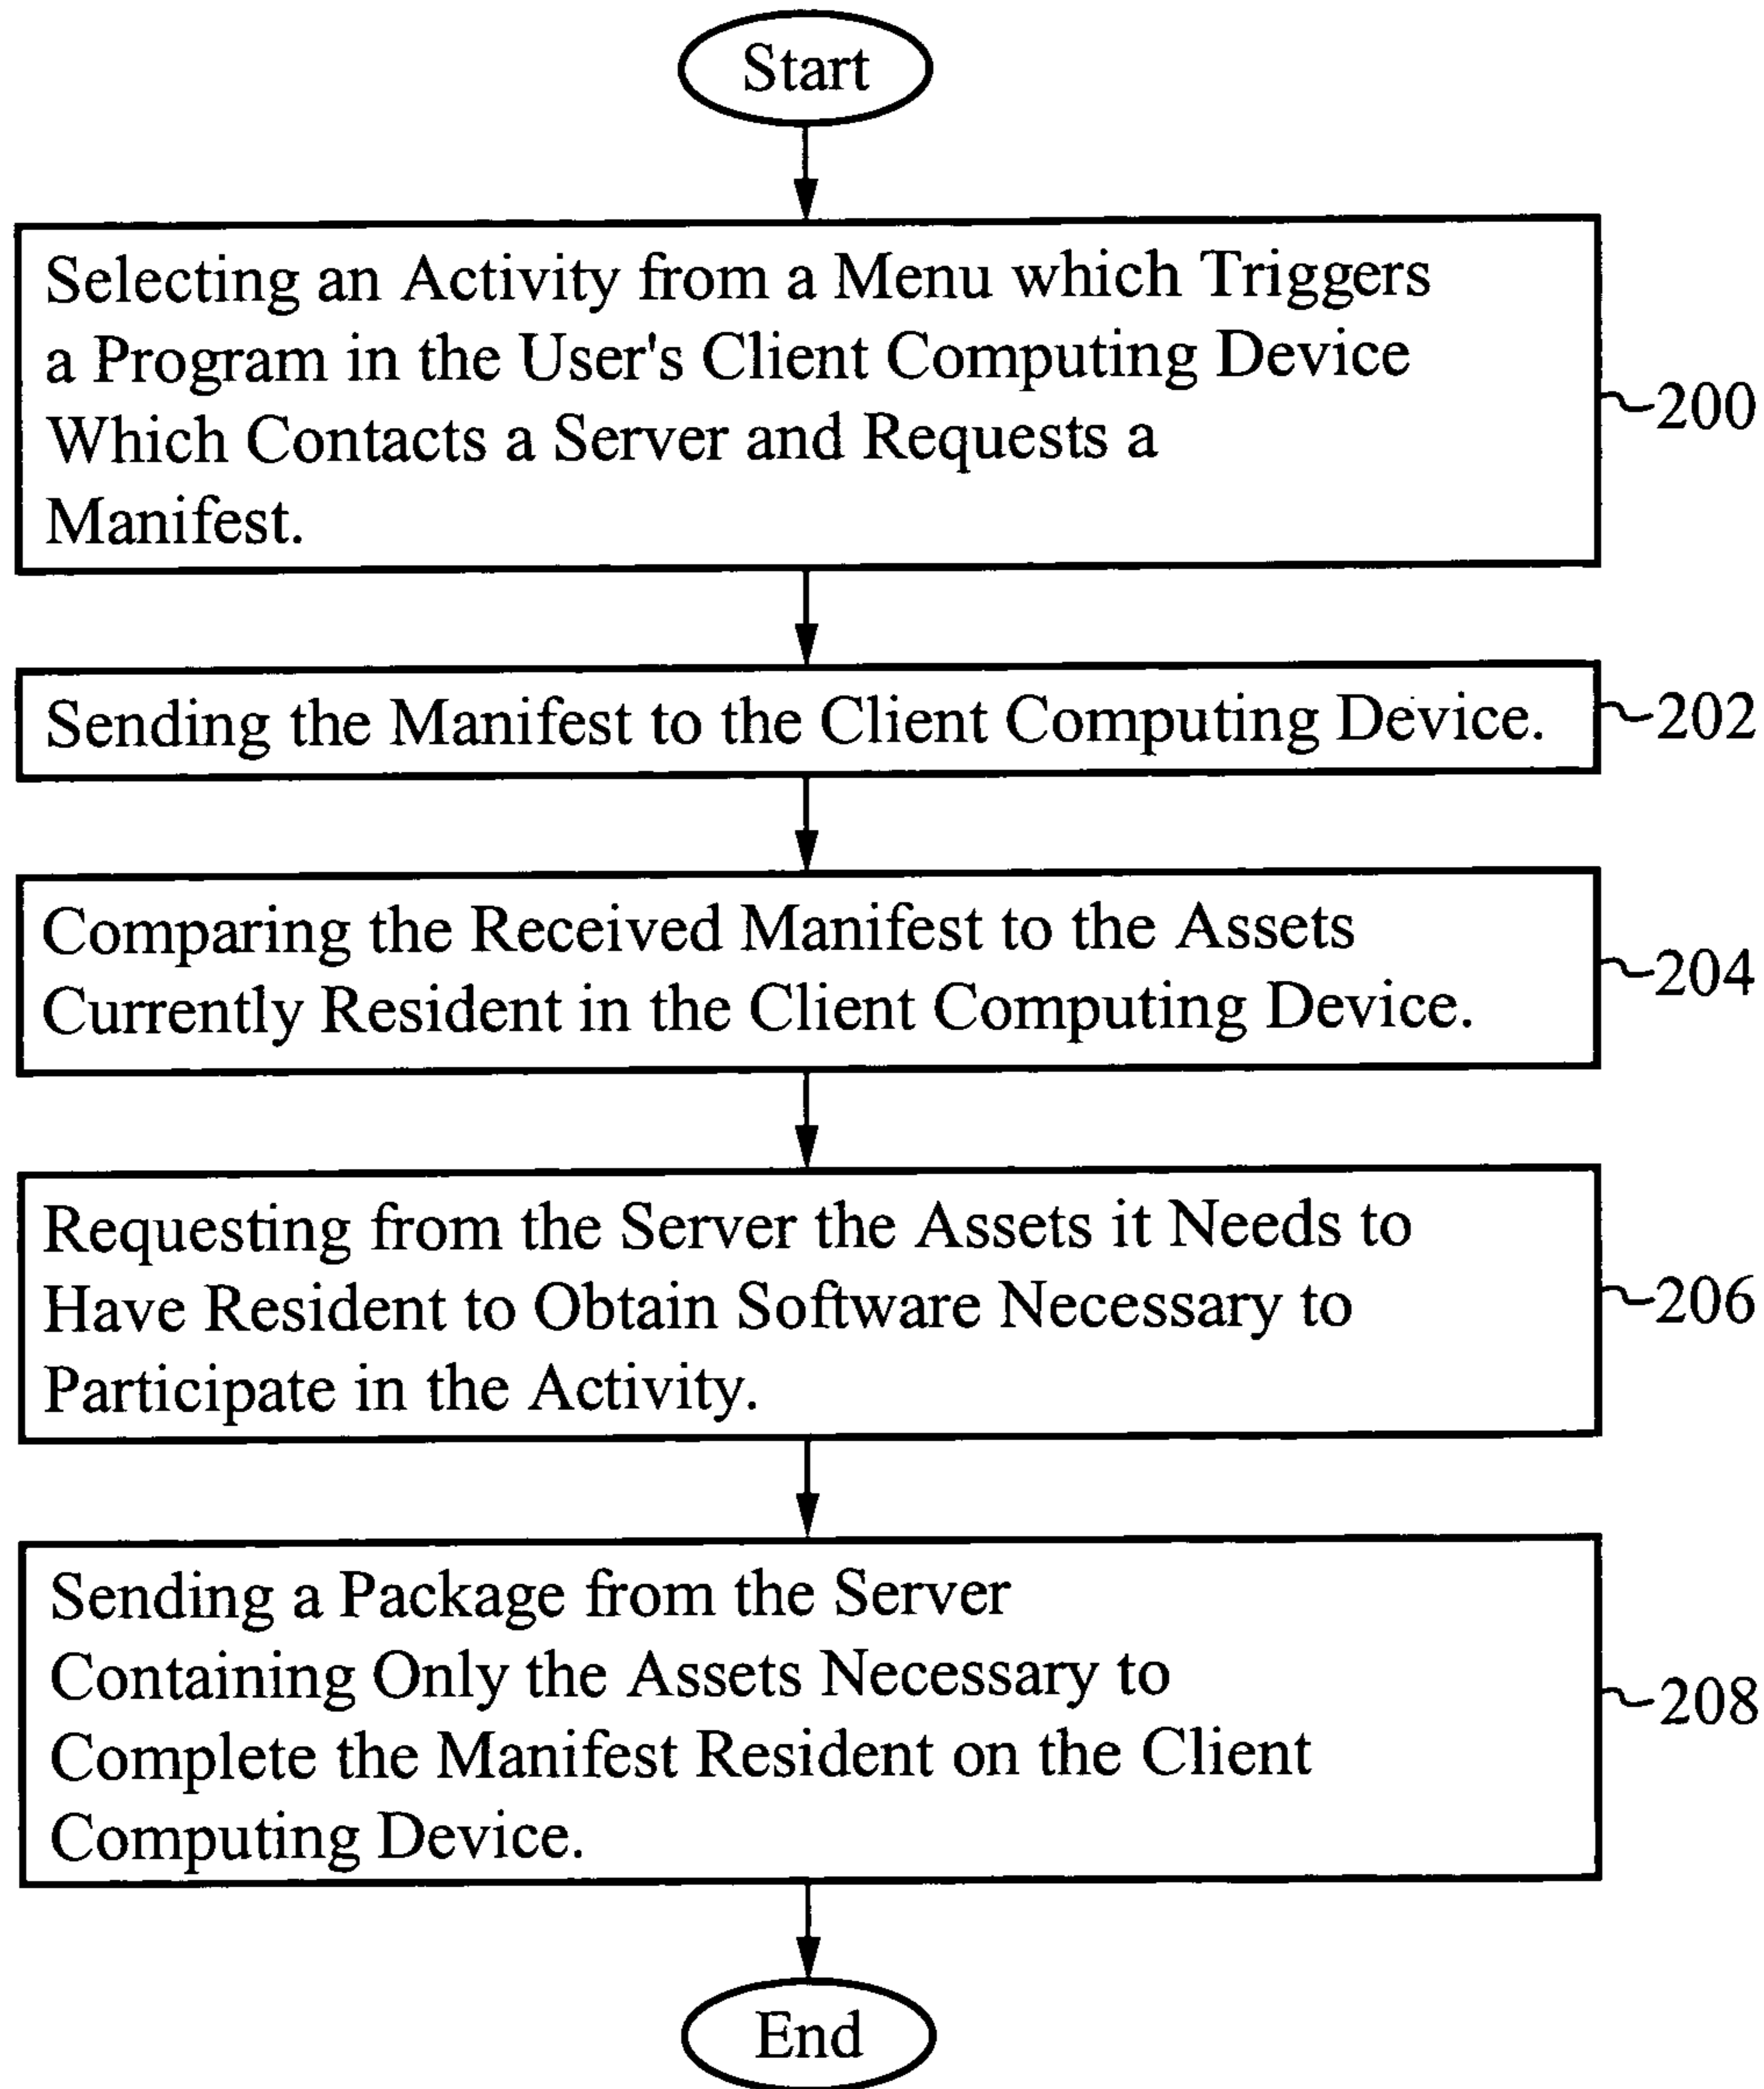 Start
Selecting an Activity from a Menu which Triggers
a Program in the User's Client Computing Device
Which Contacts a Server and Requests a
Manifest.
200
Sending the Manifest to the Client Computing Device.
202
Comparing the Received Manifest to the Assets
Currently Resident in the Client Computing Device.
204
Requesting from the Server the Assets it Needs to
Have Resident to Obtain Software Necessary to
Participate in the Activity.
206
Sending a Package from the Server
Containing Only the Assets Necessary to
Complete the Manifest Resident on the Client
Computing Device.
208
End